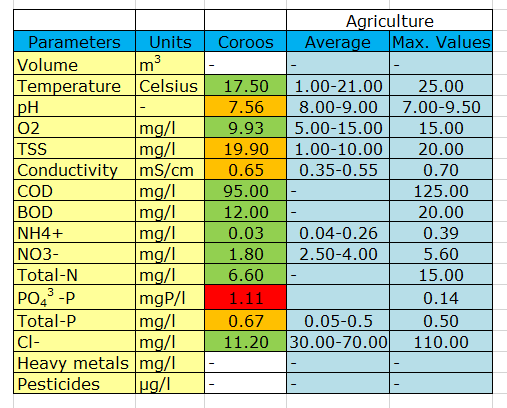 Agriculture
Parameters Units Coroos Average Max. Values
Volume m³ - - -
Temperature Celsius 17.50 1.00-21.00 25.00
pH - 7.56 8.00-9.00 7.00-9.50
O2 mg/l 9.93 5.00-15.00 15.00
TSS mg/l 19.90 1.00-10.00 20.00
Conductivity mS/cm 0.65 0.35-0.55 0.70
COD mg/l 95.00 - 125.00
BOD mg/l 12.00 - 20.00
NH4+ mg/l 0.03 0.04-0.26 0.39
NO3- mg/l 1.80 2.50-4.00 5.60
Total-N mg/l 6.60 - 15.00
PO₄³ -P mgP/l 1.11 0.14
Total-P mg/l 0.67 0.05-0.5 0.50
Cl- mg/l 11.20 30.00-70.00 110.00
Heavy metals mg/l - - -
Pesticides µg/l - - -